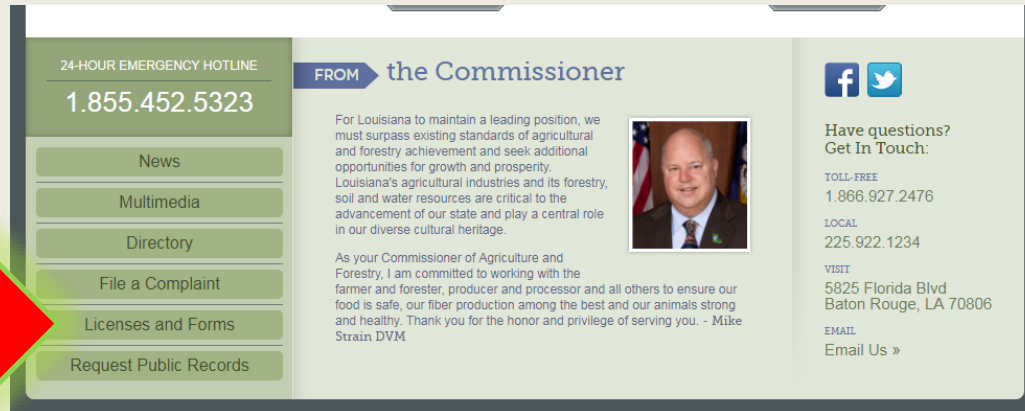 24-HOUR EMERGENCY HOTLINE
1.855.452.5323
News
Multimedia
Directory
File a Complaint
Licenses and Forms
Request Public Records
FROM the Commissioner
For Louisiana to maintain a leading position, we
must surpass existing standards of agricultural
and forestry achievement and seek additional
opportunities for growth and prosperity.
Louisiana's agricultural industries and its forestry,
soil and water resources are critical to the
advancement of our state and play a central role
in our diverse cultural heritage.
As your Commissioner of Agriculture and
Forestry, I am committed to working with the
farmer and forester, producer and processor and all others to ensure our
food is safe, our fiber production among the best and our animals strong
and healthy. Thank you for the honor and privilege of serving you. - Mike
Strain DVM
Have questions?
Get In Touch:
TOLL-FREE
1.866.927.2476
LOCAL
225.922.1234
VISIT
5825 Florida Blvd
Baton Rouge, LA 70806
EMAIL
Email Us »